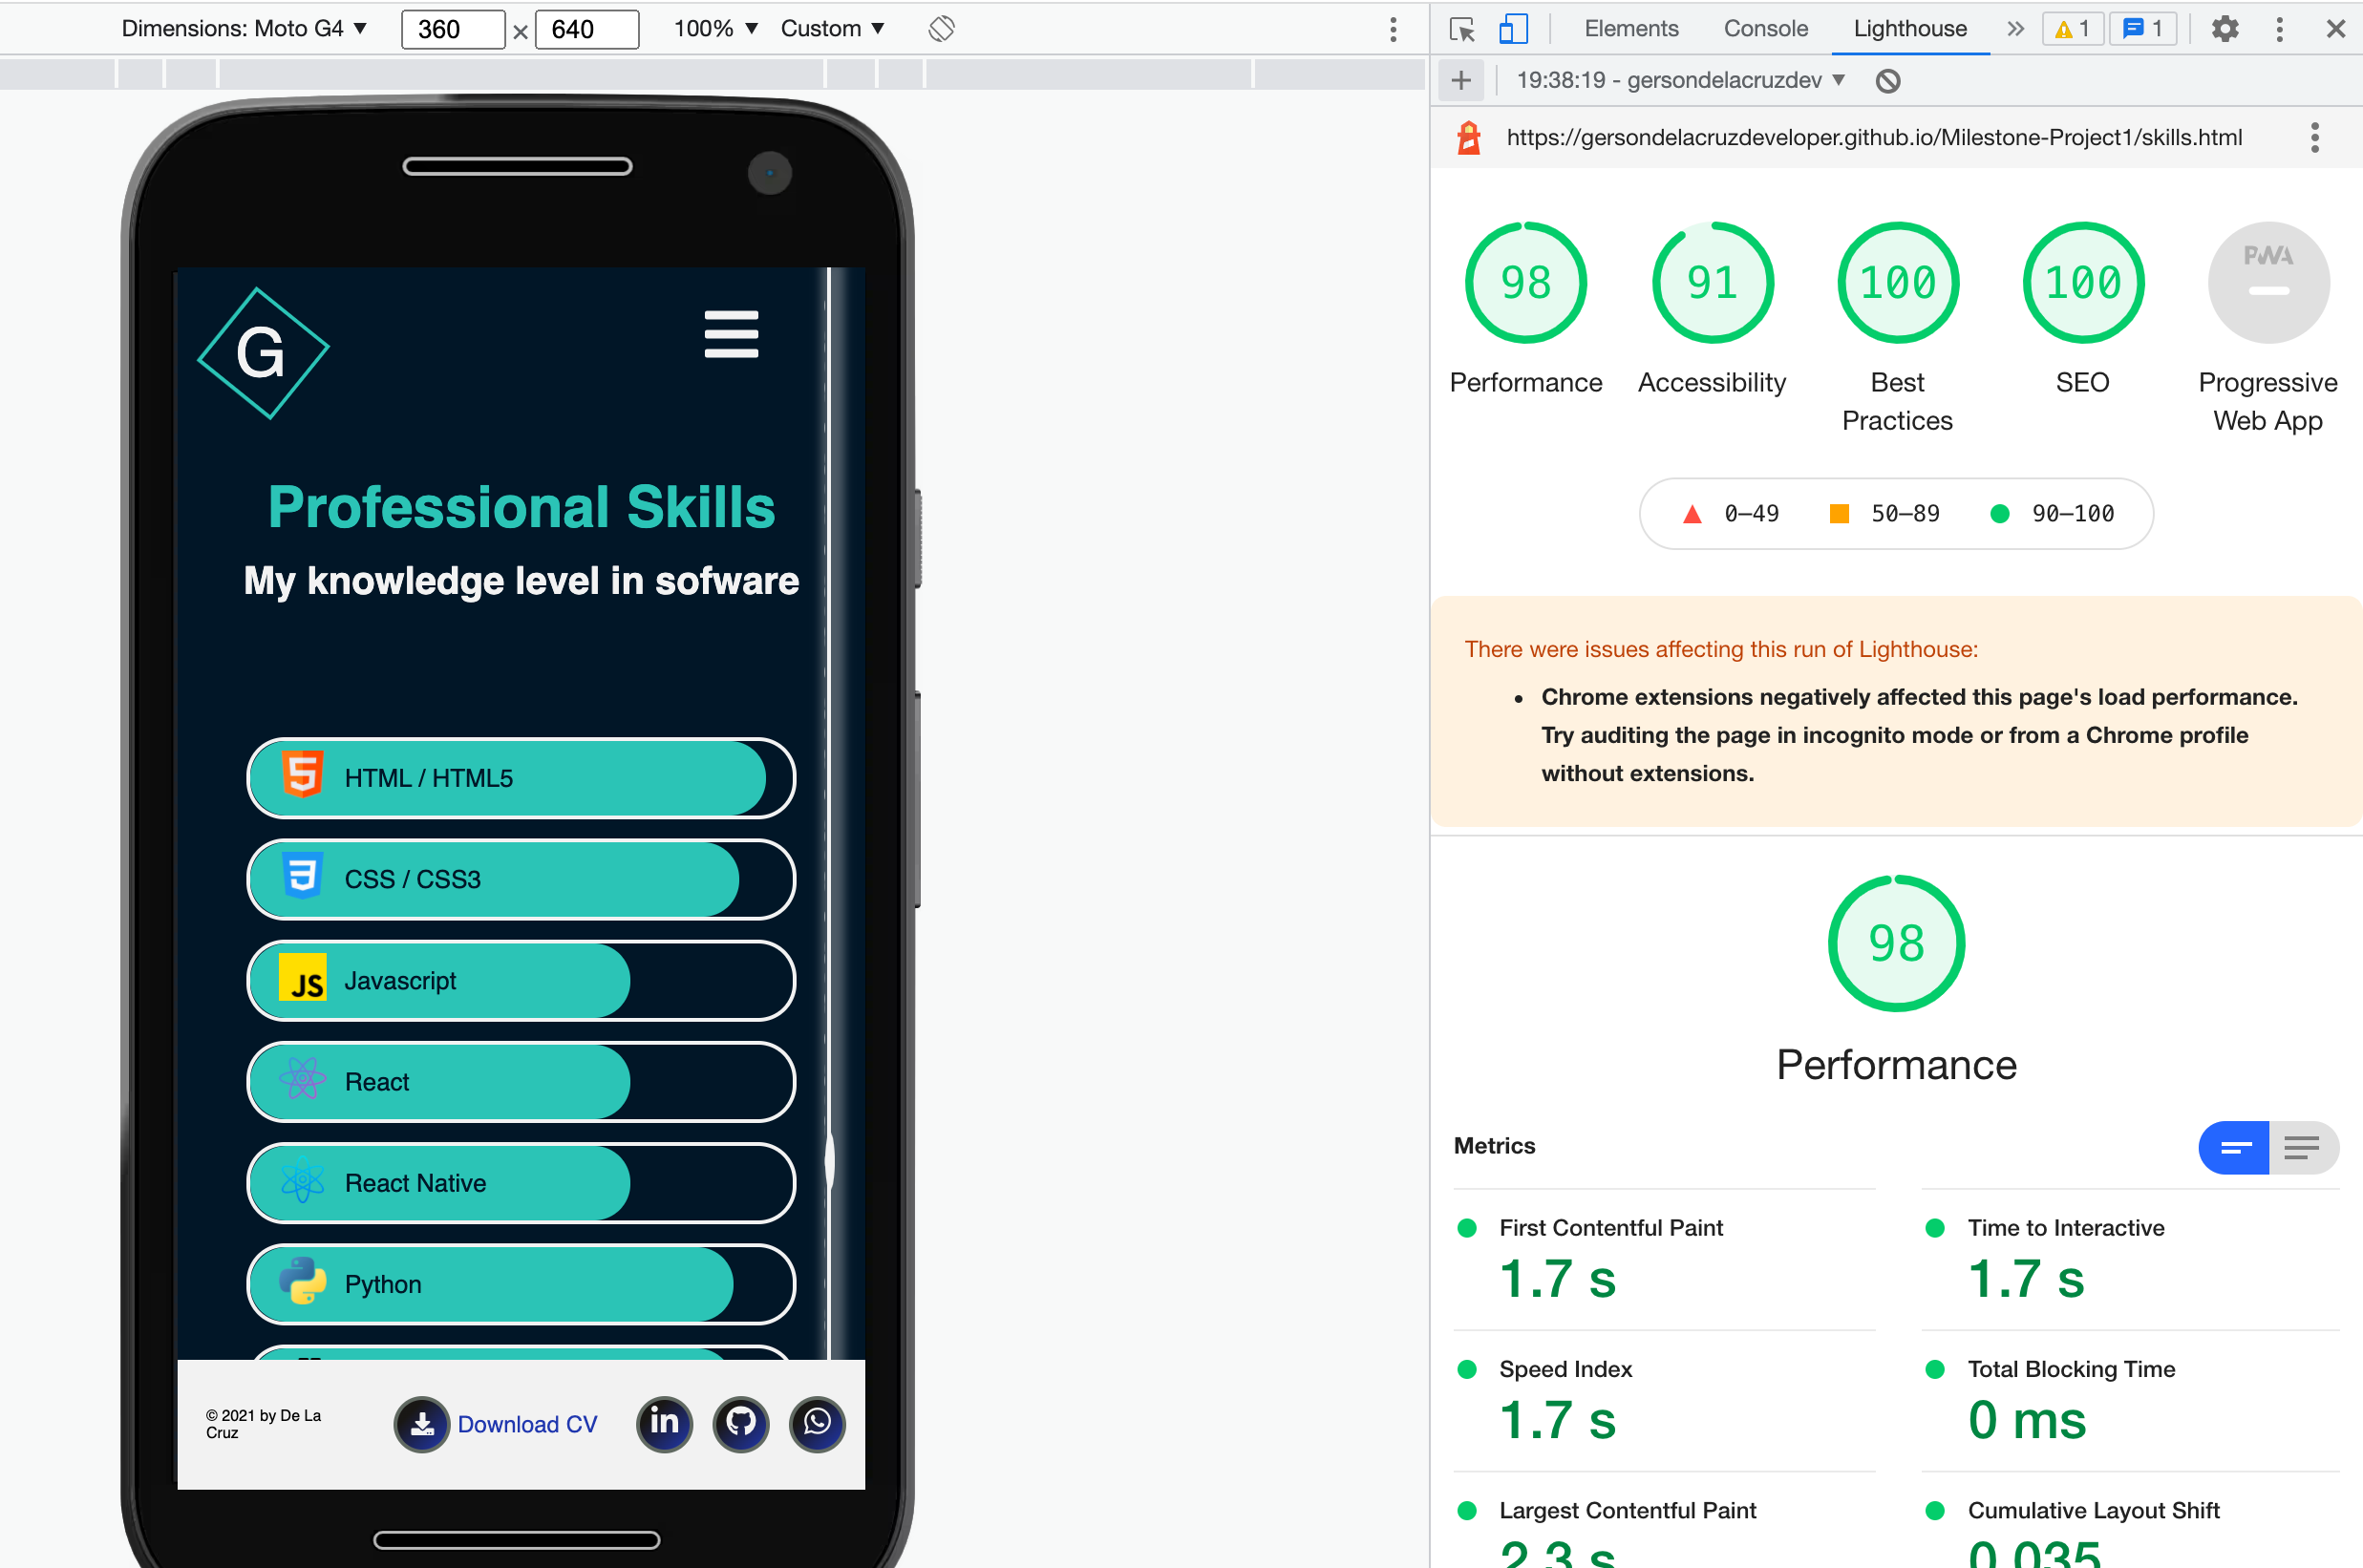 Dimensions: Moto G4 ▼ 360 × 640 100% ▼ Custom ▼
G
Professional Skills
My knowledge level in sofware
HTML / HTML5
CSS / CSS3
JS Javascript
React
React Native
Python
© 2021 by De La
Cruz
Download CV
in
Elements Console Lighthouse » 1 1
+ 19:38:19 - gersondelacruzdev ▼
https://gersondelacruzdeveloper.github.io/Milestone-Project1/skills.html
98 91 100 100 PWA
Performance Accessibility Best Practices SEO Progressive Web App
0–49 50–89 90–100
There were issues affecting this run of Lighthouse:
• Chrome extensions negatively affected this page's load performance.
Try auditing the page in incognito mode or from a Chrome profile
without extensions.
98
Performance
Metrics
First Contentful Paint
1.7 s
Time to Interactive
1.7 s
Speed Index
1.7 s
Total Blocking Time
0 ms
Largest Contentful Paint
2.3 s
Cumulative Layout Shift
0.035